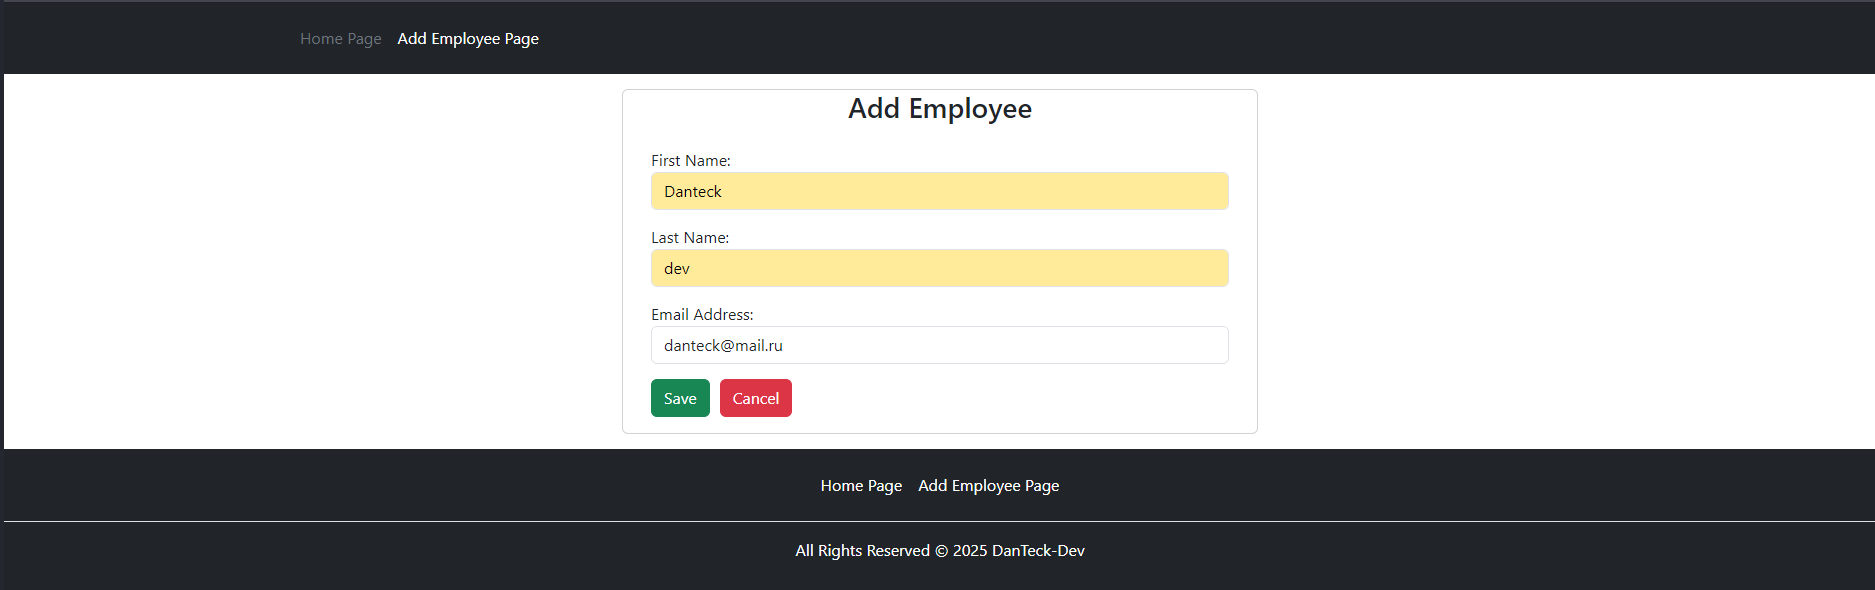 Home Page Add Employee Page
Add Employee
First Name:
Danteck
Last Name:
dev
Email Address:
danteck@mail.ru
Save Cancel
Home Page Add Employee Page
All Rights Reserved © 2025 DanTeck-Dev